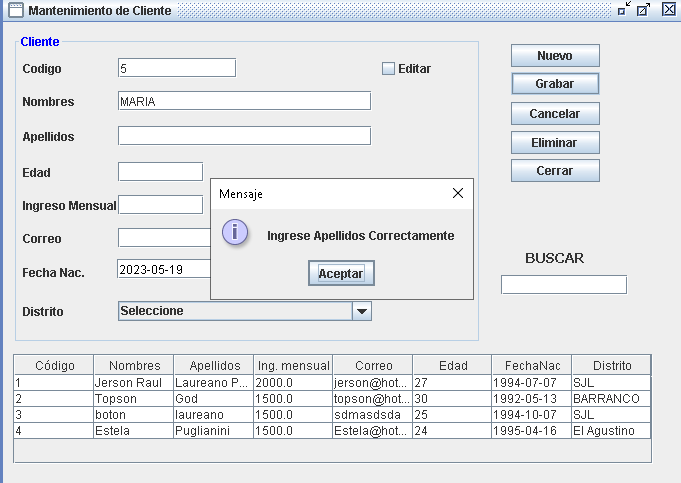 Mantenimiento de Cliente
Cliente
Codigo 5 Editar
Nombres MARIA
Apellidos
Edad
Ingreso Mensual
Correo
Fecha Nac. 2023-05-19
Distrito Seleccione
Nuevo
Grabar
Cancelar
Eliminar
Cerrar
BUSCAR
Mensaje
Ingrese Apellidos Correctamente
Aceptar
Código Nombres Apellidos Ing. mensual Correo Edad FechaNac Distrito
1 Jerson Raul Laureano P... 2000.0 jerson@hot... 27 1994-07-07 SJL
2 Topson God 1500.0 topson@hot... 30 1992-05-13 BARRANCO
3 boton laureano 1500.0 sdmasdsda 25 1994-10-07 SJL
4 Estela Puglianini 1500.0 Estela@hot... 24 1995-04-16 El Agustino